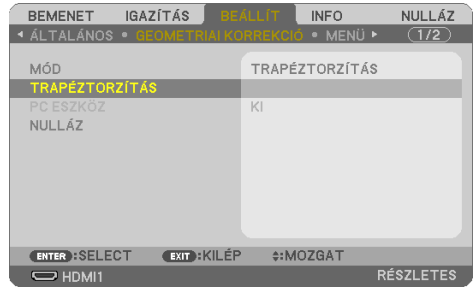 BEMENET IGAZÍTÁS BEÁLLÍT INFO NULLÁZ
ÁLTALÁNOS • GEOMETRIAI KORREKCIÓ • MENÜ 1/2
MÓD TRAPÉZTORZÍTÁS
TRAPÉZTORZÍTÁS
PC ESZKÖZ KI
NULLÁZ
ENTER :SELECT EXIT :KILÉP :MOZGAT
HDMI1 RÉSZLETES